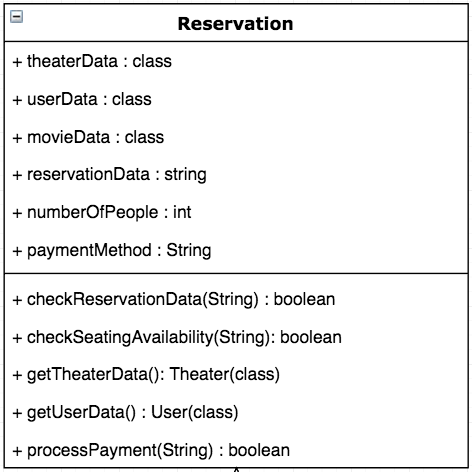 Reservation
+ theaterData : class
+ userData : class
+ movieData : class
+ reservationData : string
+ numberOfPeople : int
+ paymentMethod : String
+ checkReservationData(String) : boolean
+ checkSeatingAvailability(String): boolean
+ getTheaterData(): Theater(class)
+ getUserData() : User(class)
+ processPayment(String) : boolean